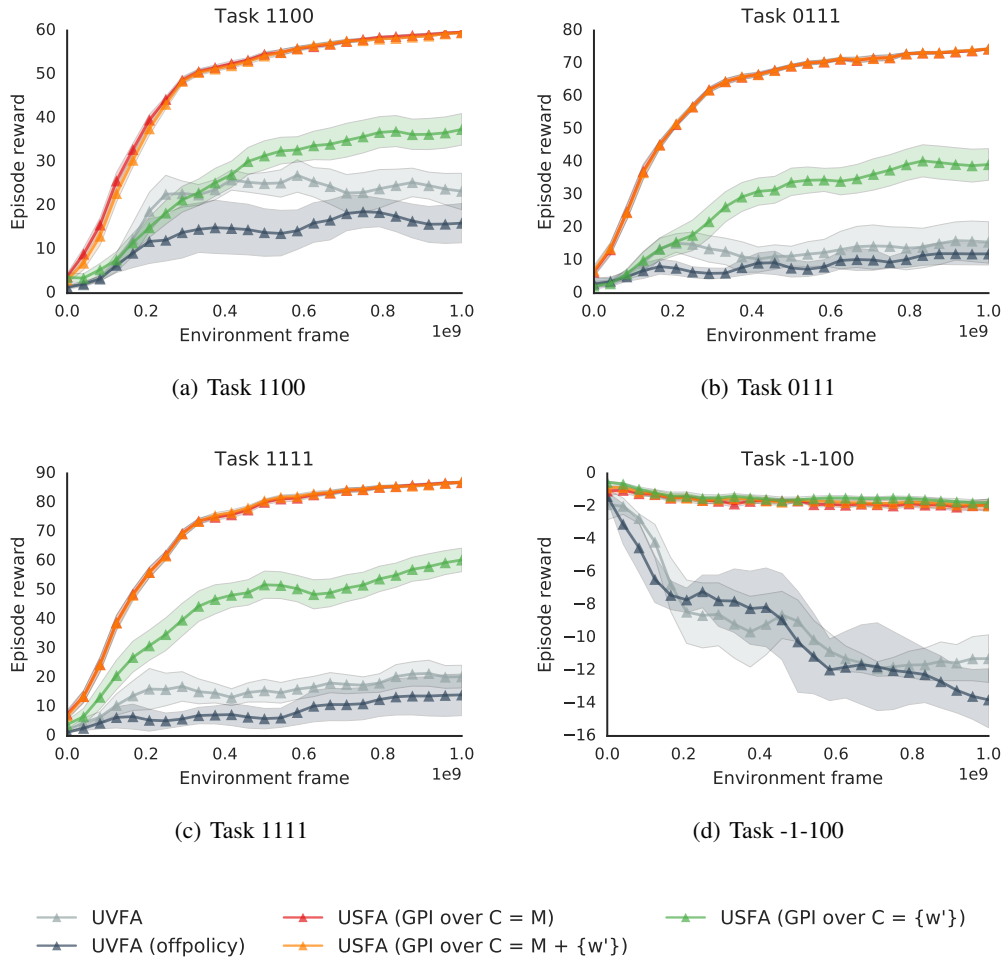 Task 1100
Episode reward
60
50
40
30
20
10
0
0.0 0.2 0.4 0.6 0.8 1.0
1e9
Environment frame
(a) Task 1100
Task 0111
Episode reward
80
70
60
50
40
30
20
10
0
0.0 0.2 0.4 0.6 0.8 1.0
1e9
Environment frame
(b) Task 0111
Task 1111
Episode reward
90
80
70
60
50
40
30
20
10
0
0.0 0.2 0.4 0.6 0.8 1.0
1e9
Environment frame
(c) Task 1111
Task -1-100
Episode reward
0
−2
−4
−6
−8
−10
−12
−14
−16
0.0 0.2 0.4 0.6 0.8 1.0
1e9
Environment frame
(d) Task -1-100
UVFA
UVFA (offpolicy)
USFA (GPI over C = M)
USFA (GPI over C = M + {w'})
USFA (GPI over C = {w'})